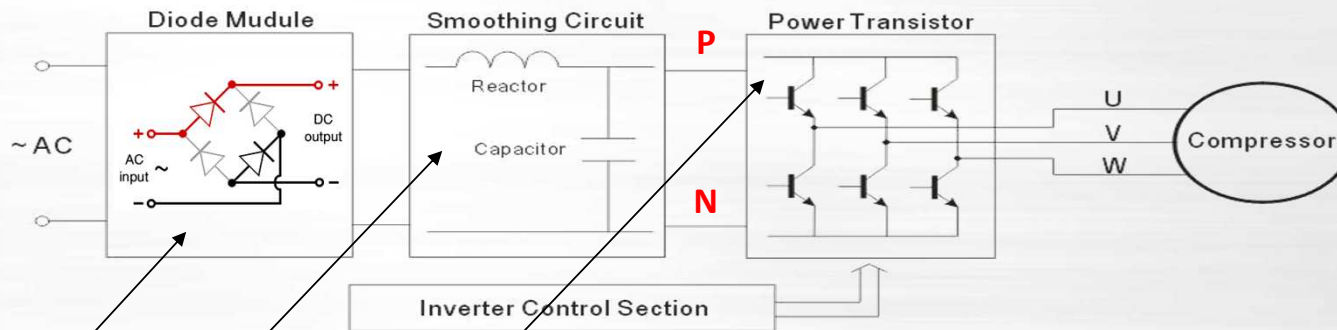 Diode Mudule
Smoothing Circuit
Power Transistor
~ AC
+
+
DC
output
AC
input ~
−
−
Reactor
Capacitor
P
N
U
V
W
Compressor
Inverter Control Section